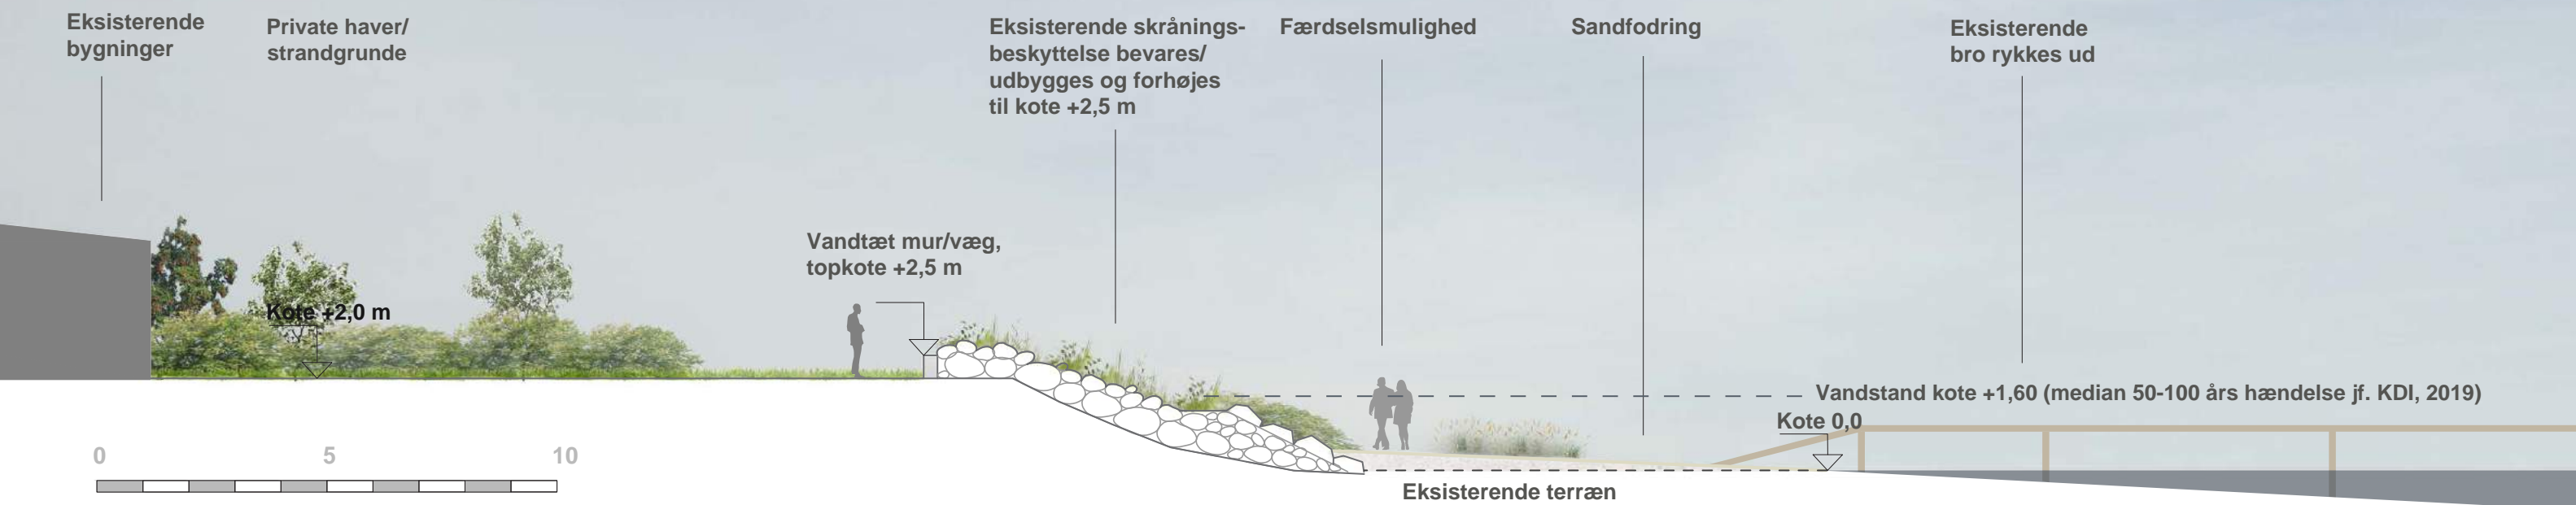 Eksisterende
bygninger
Private haver/
strandgrunde
Eksisterende skrånings-
beskyttelse bevares/
udbygges og forhøjes
til kote +2,5 m
Færdselsmulighed
Sandfodring
Eksisterende
bro rykkes ud
Vandtæt mur/væg,
topkote +2,5 m
Kote +2,0 m
Vandstand kote +1,60 (median 50-100 års hændelse jf. KDI, 2019)
Kote 0,0
0 5 10
Eksisterende terræn